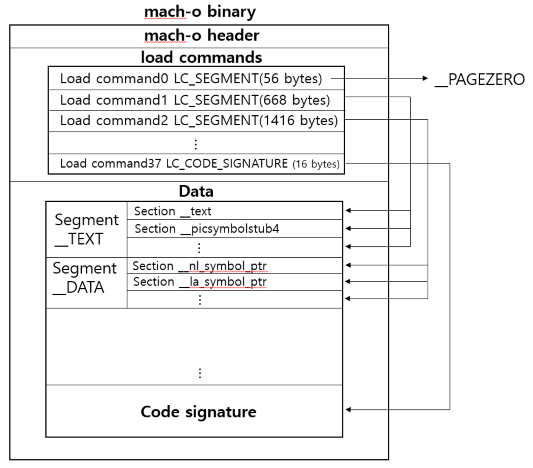 mach-o binary
mach-o header
load commands
Load command0 LC_SEGMENT(56 bytes)
__PAGEZERO
Load command1 LC_SEGMENT(668 bytes)
Load command2 LC_SEGMENT(1416 bytes)
⋮
Load command37 LC_CODE_SIGNATURE (16 bytes)
Data
Segment
__TEXT
Section __text
Section __picsymbolstub4
⋮
Segment
__DATA
Section __nl_symbol_ptr
Section __la_symbol_ptr
⋮
⋮
Code signature